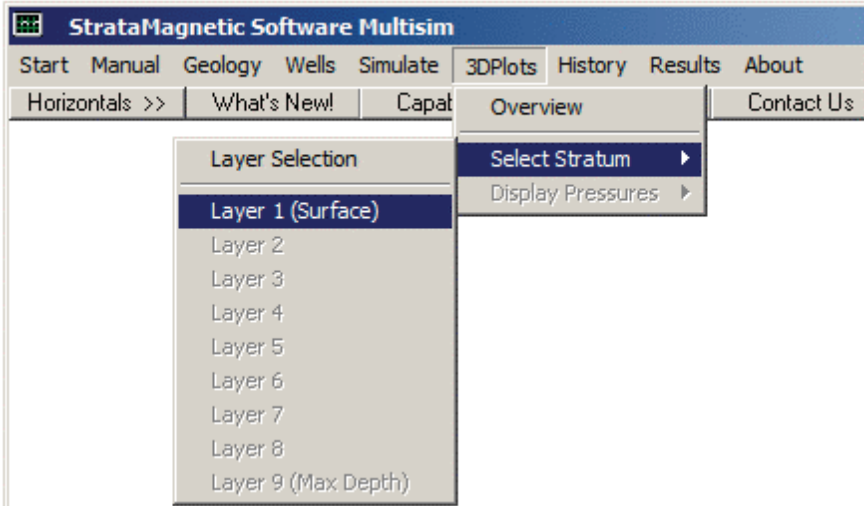 StrataMagnetic Software Multisim
Start Manual Geology Wells Simulate 3DPlots History Results About
Horizontals >> What's New! Contact Us
Overview
Select Stratum
Display Pressures
Layer Selection
Layer 1 (Surface)
Layer 2
Layer 3
Layer 4
Layer 5
Layer 6
Layer 7
Layer 8
Layer 9 (Max Depth)